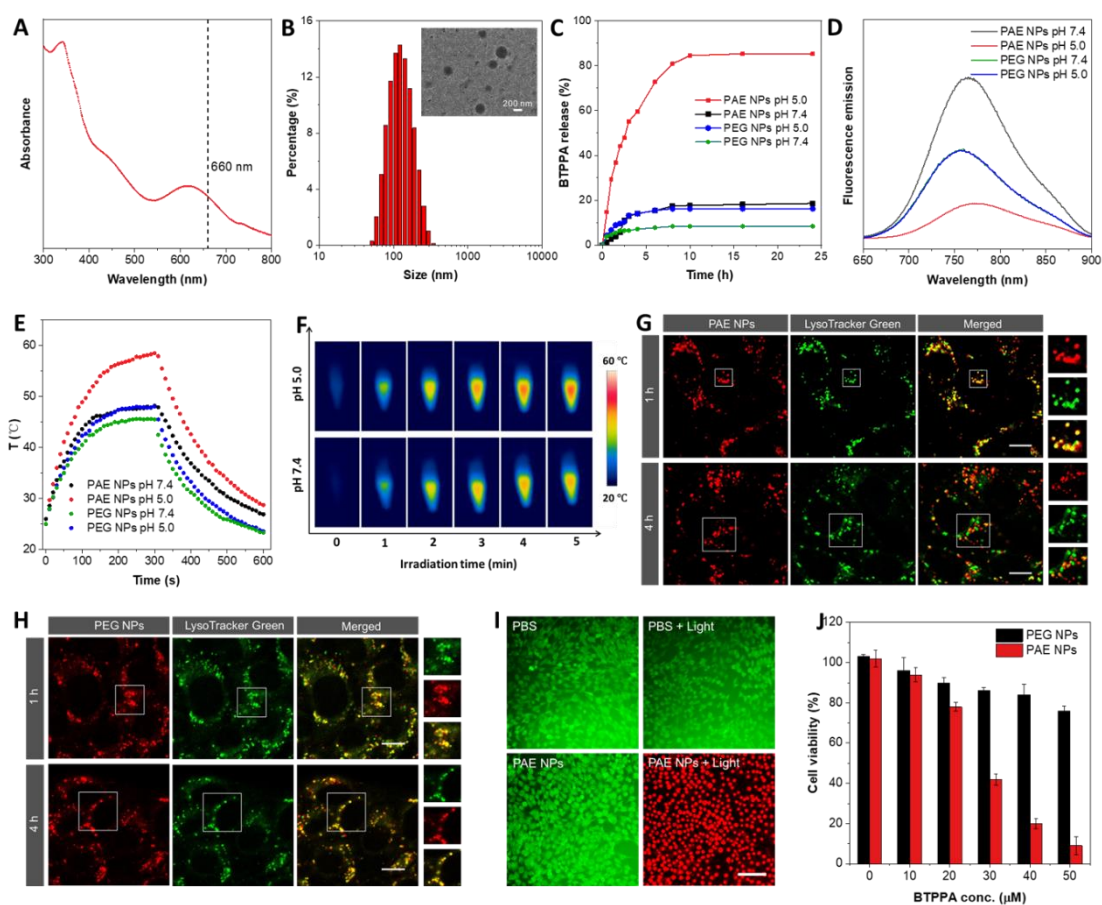 A
Absorbance
660 nm
300 400 500 600 700 800
Wavelength (nm)
B
Percentage (%)
16
12
8
4
0
200 nm
10 100 1000 10000
Size (nm)
C
BTPPA release (%)
100
80
60
40
20
0
PAE NPs pH 5.0
PAE NPs pH 7.4
PEG NPs pH 5.0
PEG NPs pH 7.4
0 5 10 15 20 25
Time (h)
D
Fluorescence emission
PAE NPs pH 7.4
PAE NPs pH 5.0
PEG NPs pH 7.4
PEG NPs pH 5.0
650 700 750 800 850 900
Wavelength (nm)
E
T (℃)
60
50
40
30
20
PAE NPs pH 7.4
PAE NPs pH 5.0
PEG NPs pH 7.4
PEG NPs pH 5.0
0 100 200 300 400 500 600
Time (s)
F
pH 5.0
pH 7.4
60 ℃
20 ℃
0 1 2 3 4 5
Irradiation time (min)
G
PAE NPs LysoTracker Green Merged
1 h
4 h
H
PEG NPs LysoTracker Green Merged
1 h
4 h
I
PBS PBS + Light
PAE NPs PAE NPs + Light
J
Cell viability (%)
120
100
80
60
40
20
0
PEG NPs
PAE NPs
0 10 20 30 40 50
BTPPA conc. (μM)